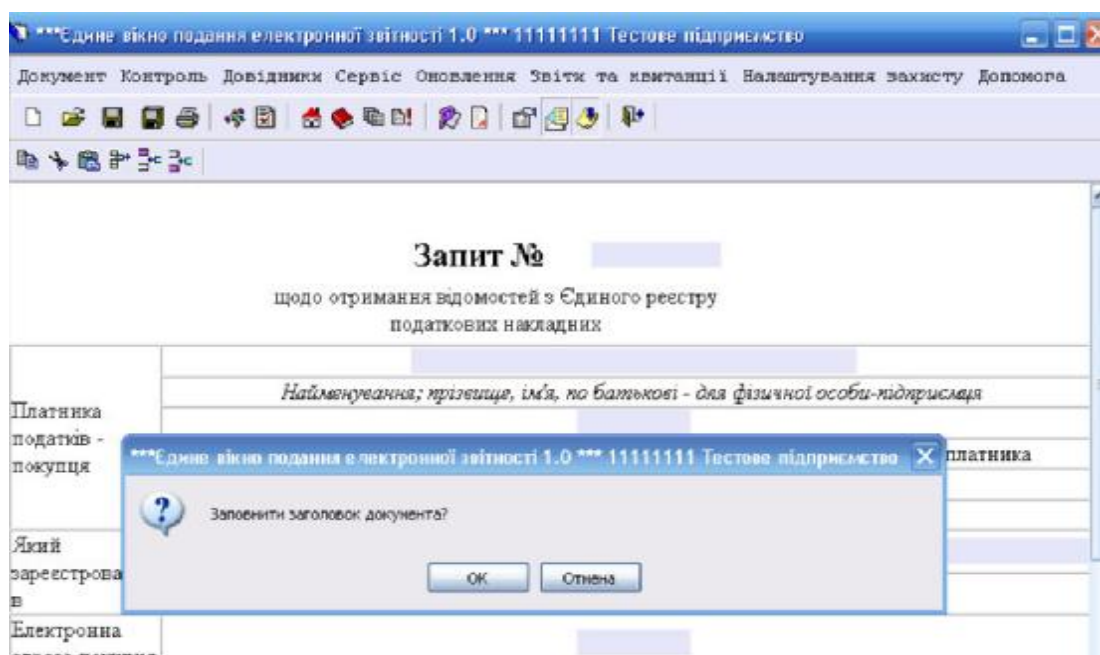 ***Єдине вікно подання електронної звітності 1.0 *** 11111111 Тестове підприємство
Документ Контроль Довідники Сервіс Оновлення Звіти та квитанції Налаштування захисту Допомога
Запит №
щодо отримання відомостей з Єдиного реєстру
податкових накладних
Найменування; прізвище, ім'я, по батькові - для фізичної особи-підприємця
Платника
податків -
покупця
платника
***Єдине вікно подання електронної звітності 1.0 *** 11111111 Тестове підприємство
Заповнити заголовок документа?
OK Отмена
Який
зареєстрова
в
Електронна